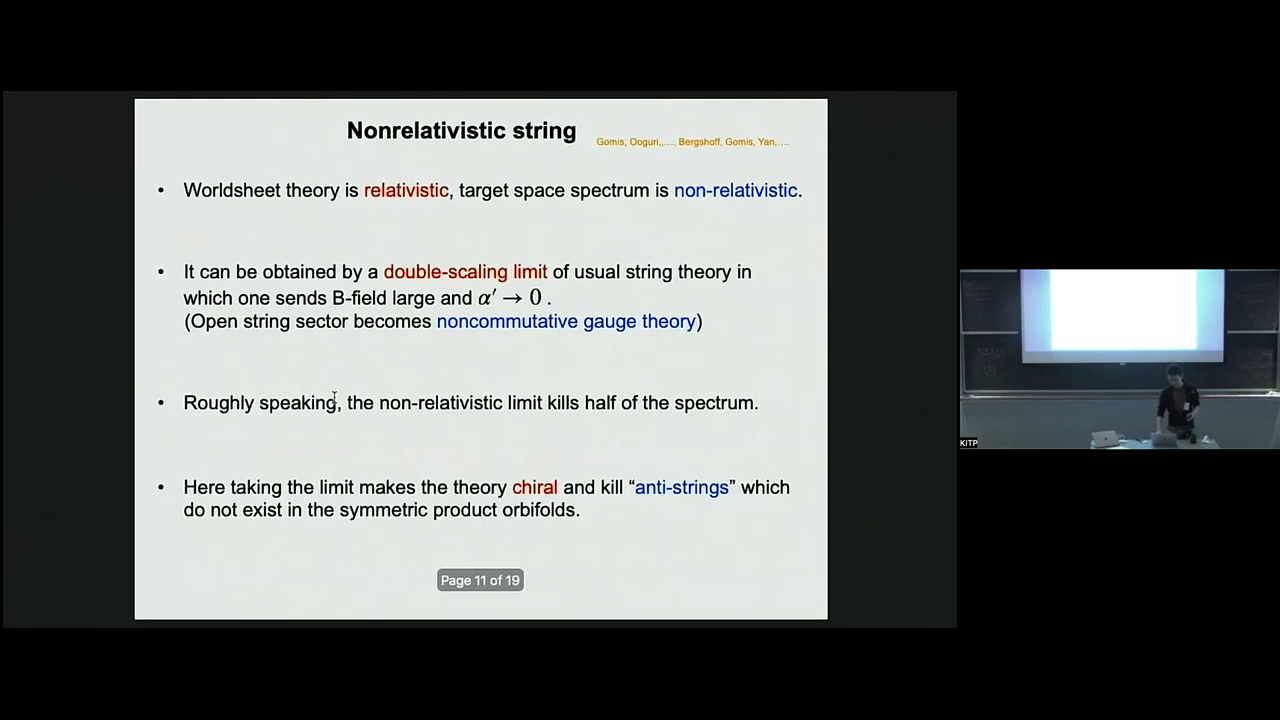 Nonrelativistic string
Gomis, Ooguri,..., Bergshoff, Gomis, Yan,....
• Worldsheet theory is relativistic, target space spectrum is non-relativistic.
• It can be obtained by a double-scaling limit of usual string theory in
which one sends B-field large and α′ → 0 .
(Open string sector becomes noncommutative gauge theory)
• Roughly speaking, the non-relativistic limit kills half of the spectrum.
• Here taking the limit makes the theory chiral and kill “anti-strings” which
do not exist in the symmetric product orbifolds.
Page 11 of 19
KITP